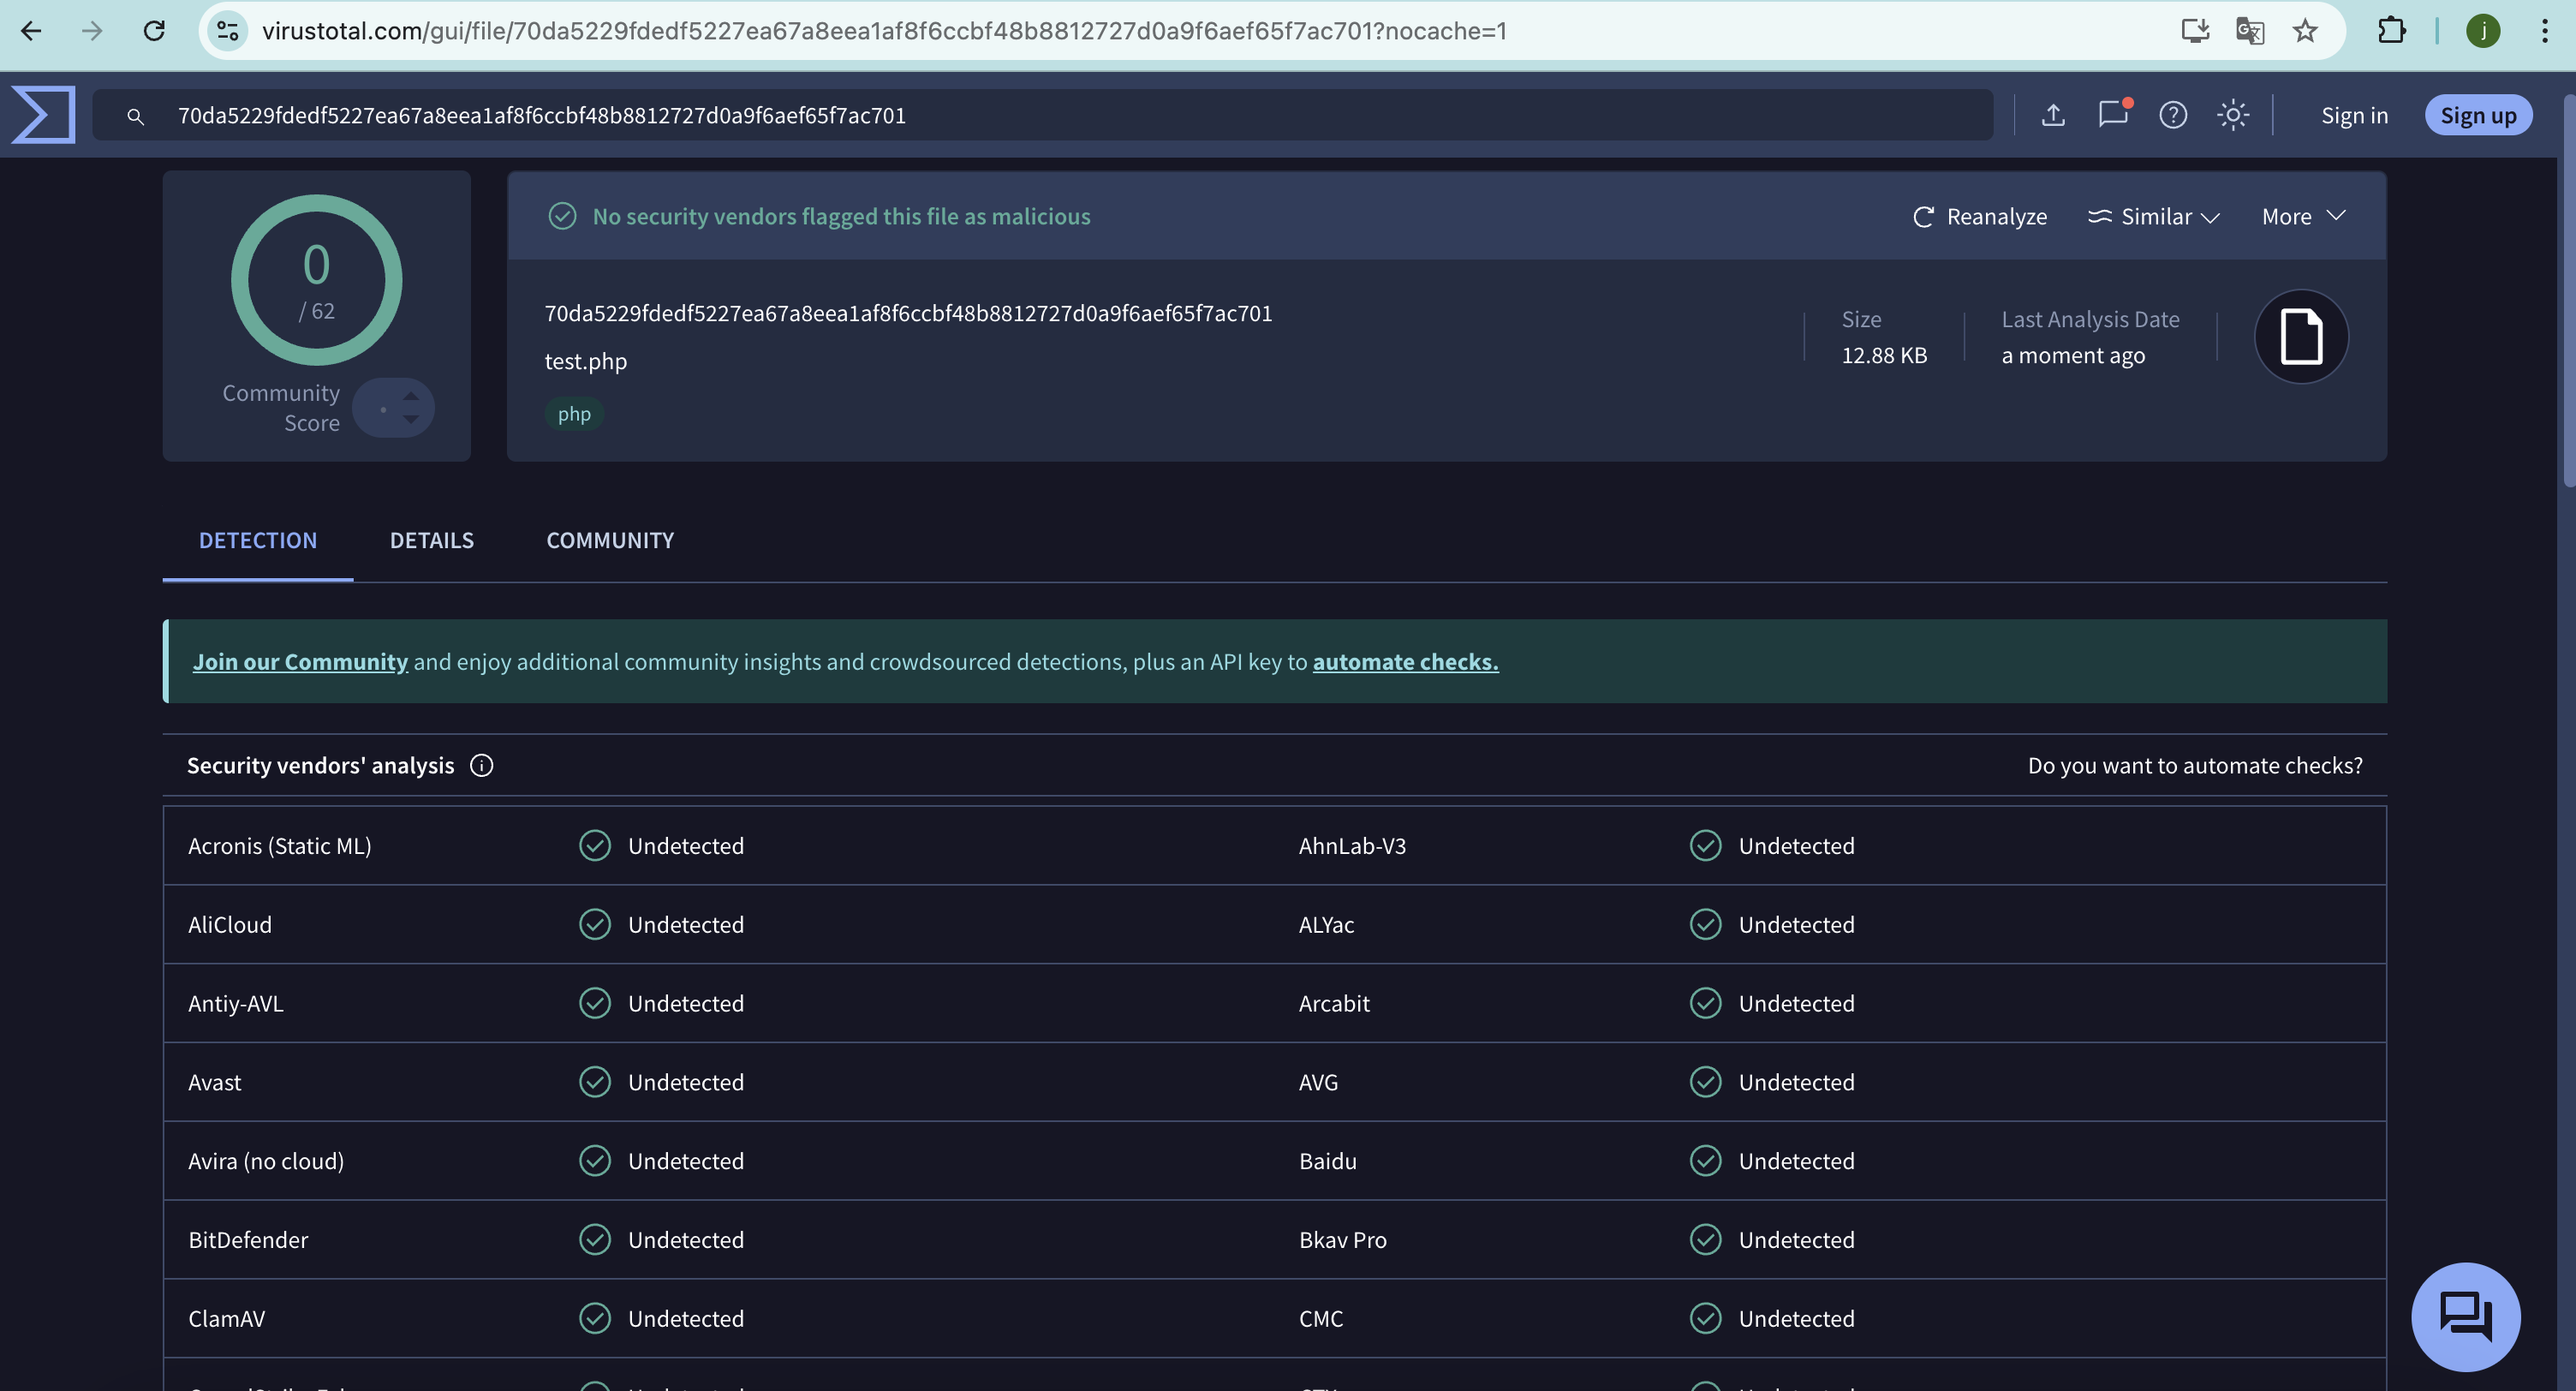 virustotal.com/gui/file/70da5229fdedf5227ea67a8eea1af8f6ccbf48b8812727d0a9f6aef65f7ac701?nocache=1
j
70da5229fdedf5227ea67a8eea1af8f6ccbf48b8812727d0a9f6aef65f7ac701
Sign in
Sign up
0
/ 62
Community
Score
No security vendors flagged this file as malicious
Reanalyze
Similar
More
70da5229fdedf5227ea67a8eea1af8f6ccbf48b8812727d0a9f6aef65f7ac701
test.php
php
Size
12.88 KB
Last Analysis Date
a moment ago
DETECTION
DETAILS
COMMUNITY
Join our Community and enjoy additional community insights and crowdsourced detections, plus an API key to automate checks.
Security vendors' analysis
Do you want to automate checks?
Acronis (Static ML) Undetected AhnLab-V3 Undetected
AliCloud Undetected ALYac Undetected
Antiy-AVL Undetected Arcabit Undetected
Avast Undetected AVG Undetected
Avira (no cloud) Undetected Baidu Undetected
BitDefender Undetected Bkav Pro Undetected
ClamAV Undetected CMC Undetected